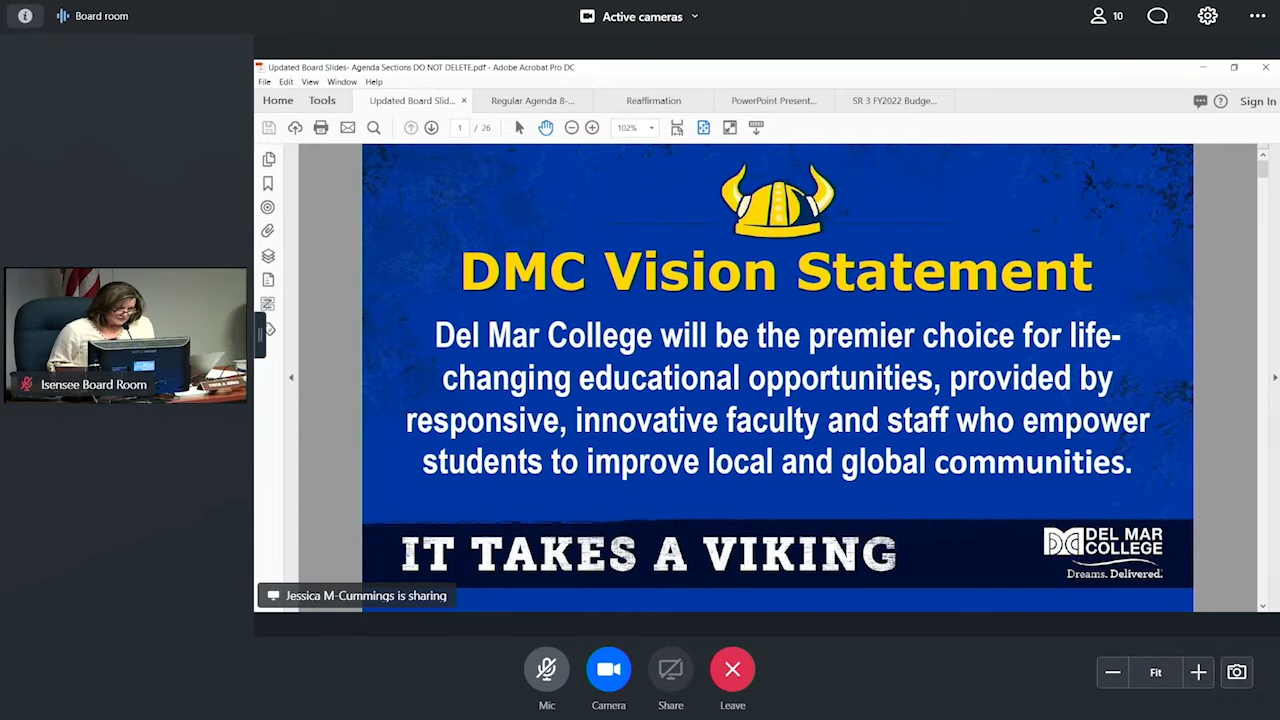 Board room
Active cameras
10
Updated Board Slides- Agenda Sections DO NOT DELETE.pdf - Adobe Acrobat Pro DC
File Edit View Window Help
Home Tools Updated Board Slid... × Regular Agenda 8-... Reaffirmation PowerPoint Present... SR 3 FY2022 Budge... Sign In
1 / 26 102%
DMC Vision Statement
Del Mar College will be the premier choice for life-
changing educational opportunities, provided by
responsive, innovative faculty and staff who empower
students to improve local and global communities.
IT TAKES A VIKING
DEL MAR
COLLEGE
Dreams. Delivered.
Isensee Board Room
Jessica M-Cummings is sharing
Mic Camera Share Leave
Fit